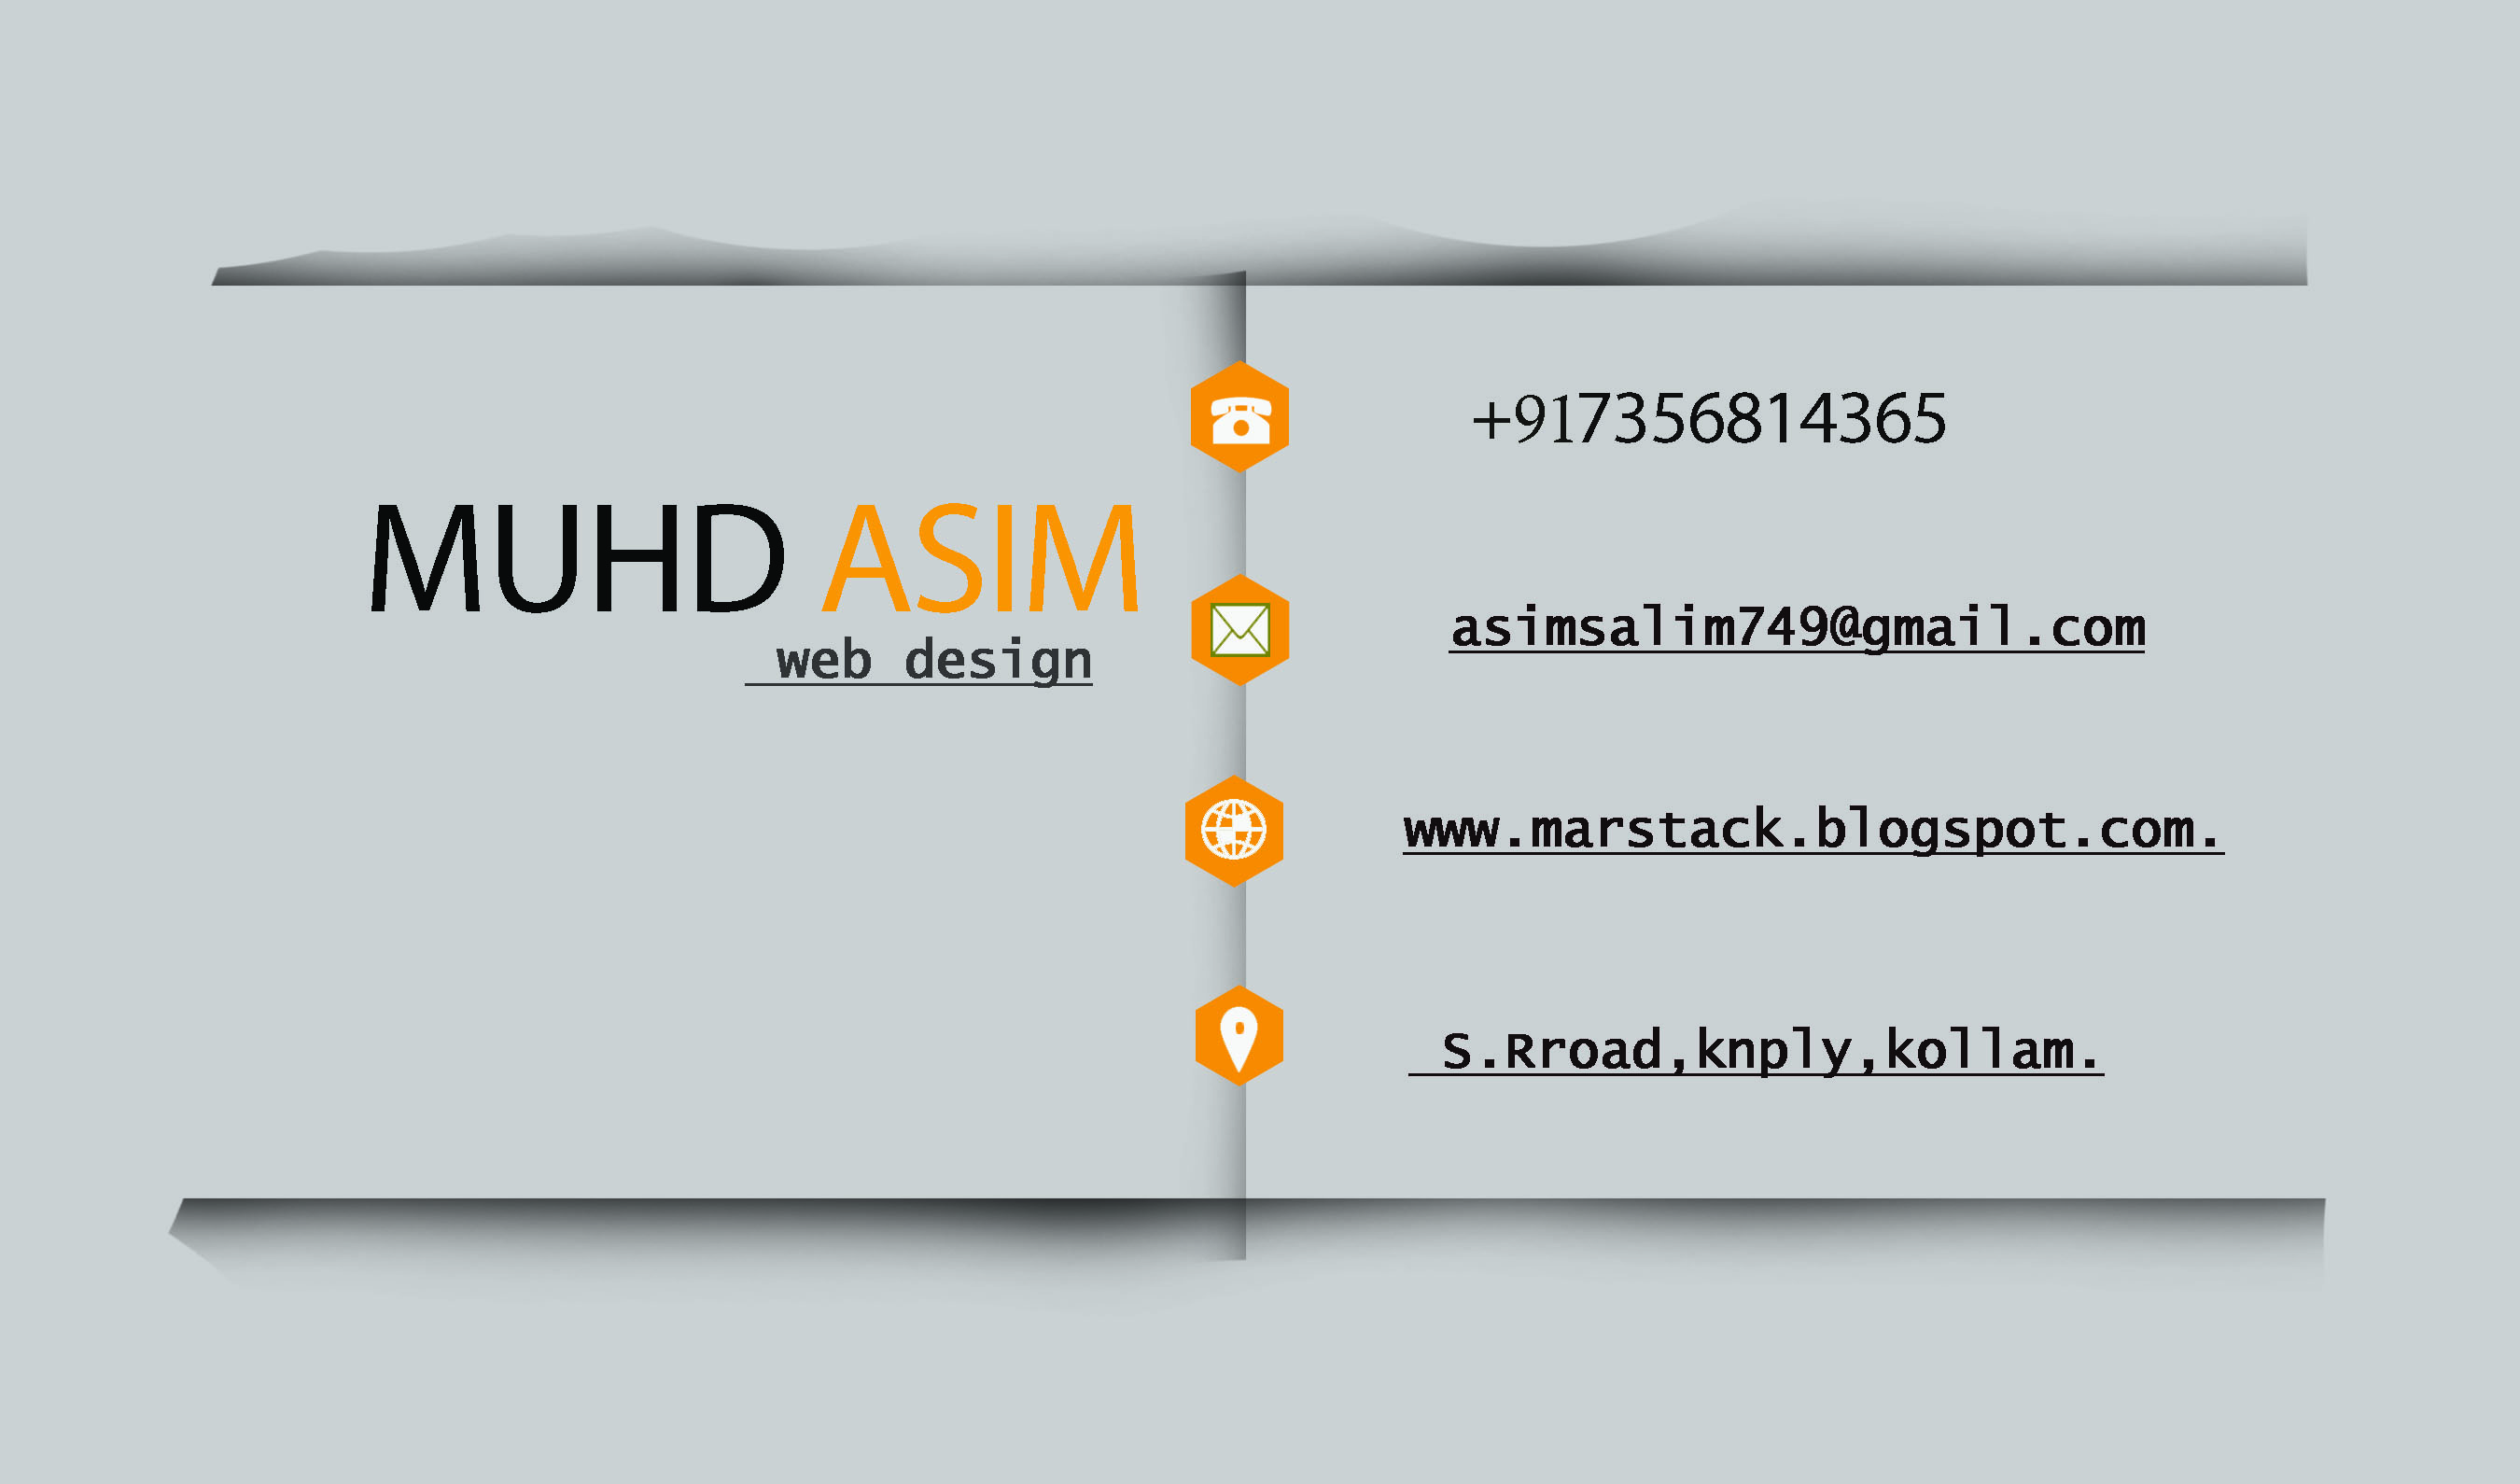 MUHD ASIM
web design
+917356814365
asimsalim749@gmail.com
www.marstack.blogspot.com.
S.Rroad,knply,kollam.